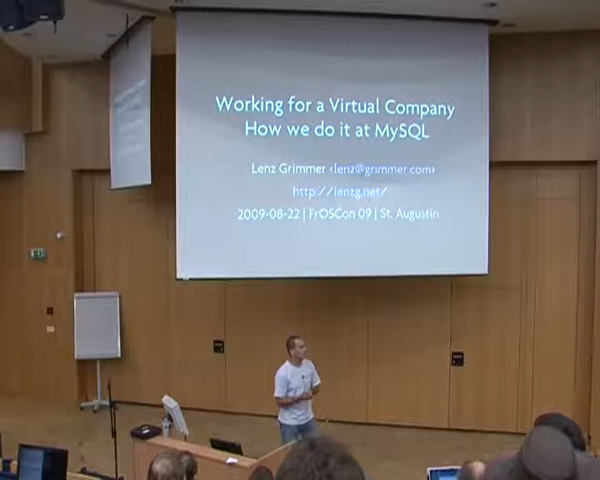 Working for a Virtual Company
How we do it at MySQL
Lenz Grimmer <lenz@grimmer.com>
http://lenzg.net/
2009-08-22 | FrOSCon 09 | St. Augustin